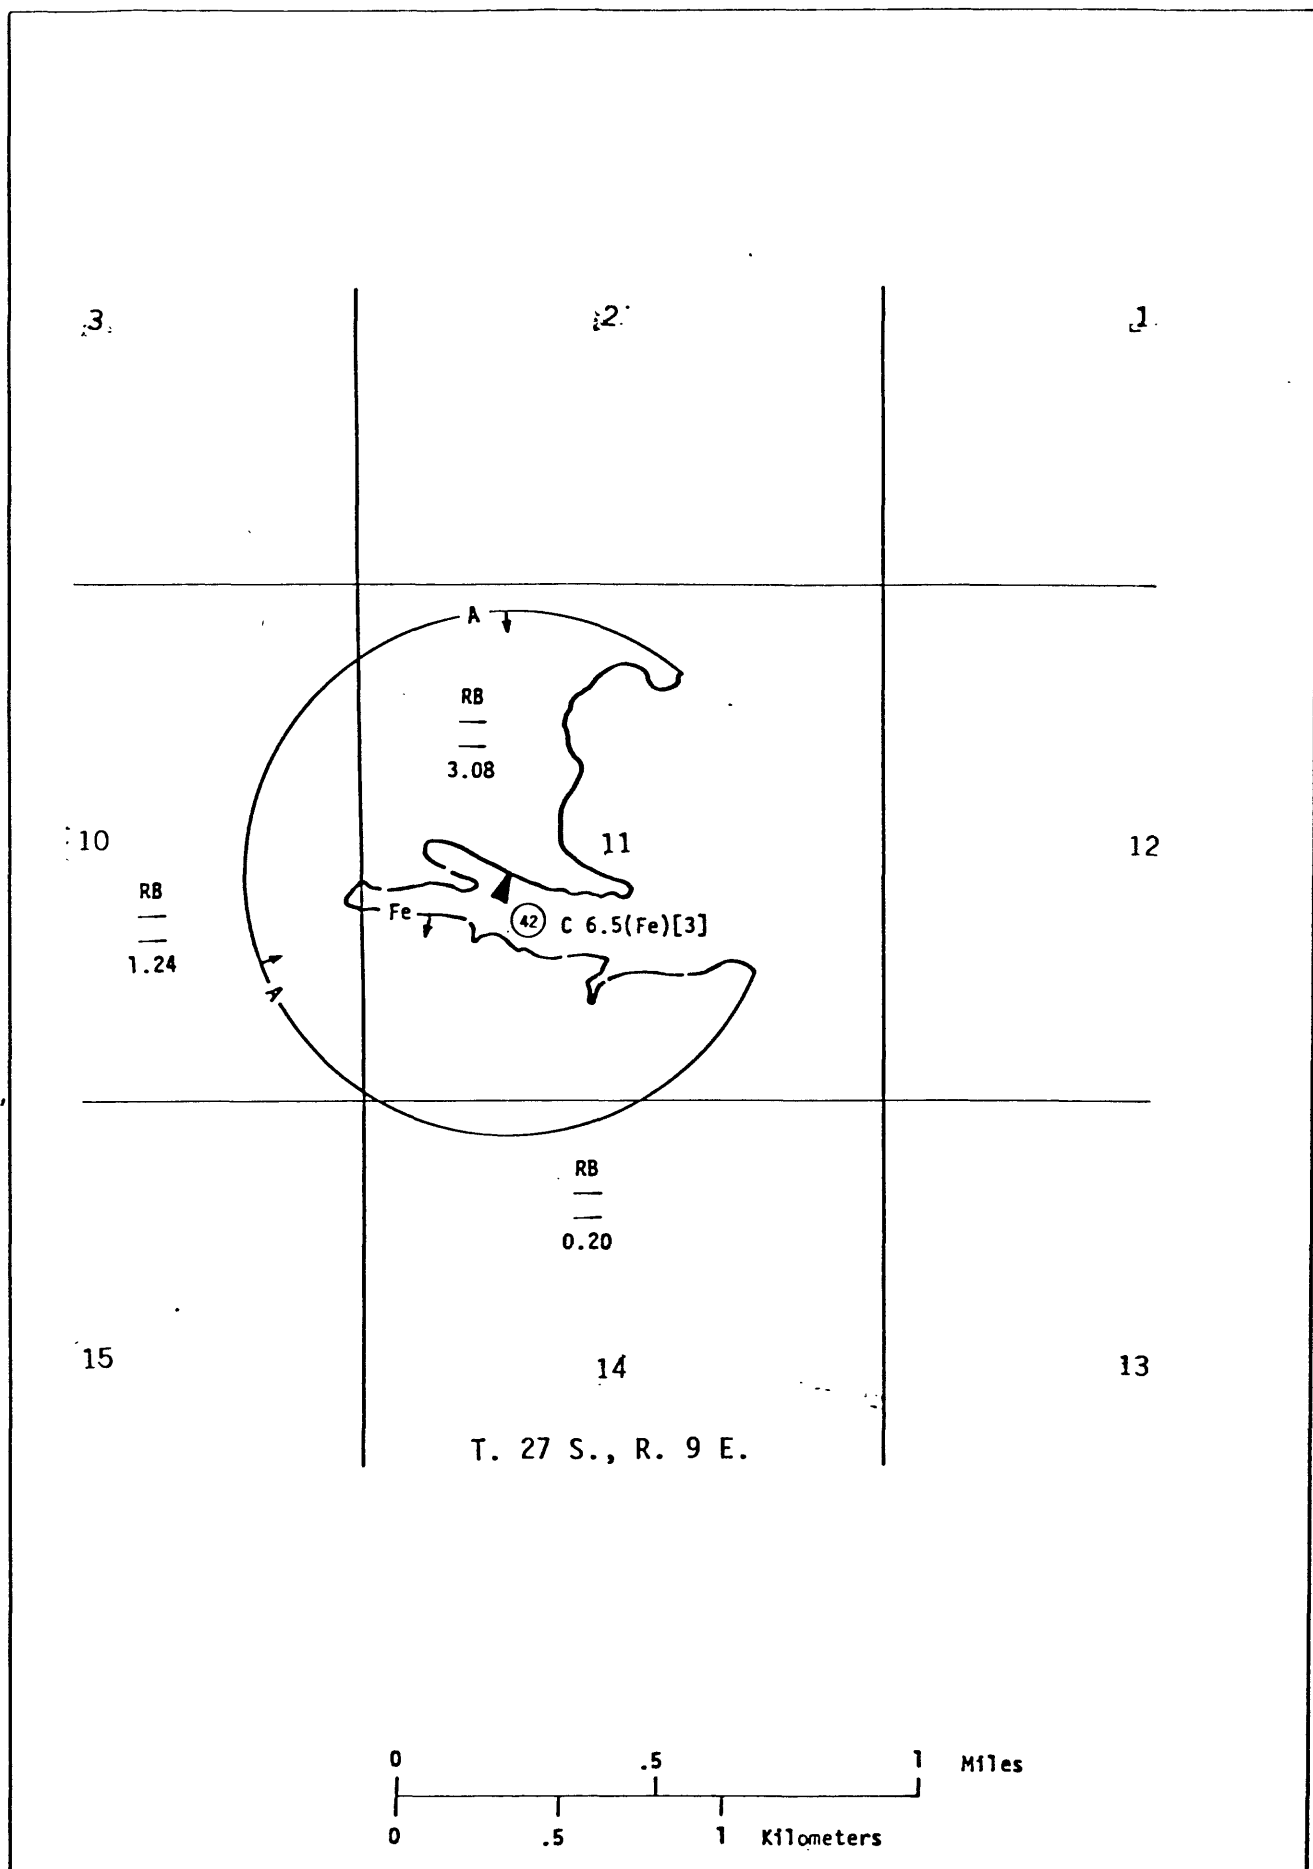 3 2 1
A
RB
3.08
10 11 12
RB
1.24
Fe
42 C 6.5(Fe)[3]
A
RB
0.20
15 14 13
T. 27 S., R. 9 E.
0 .5 1 Miles
0 .5 1 Kilometers